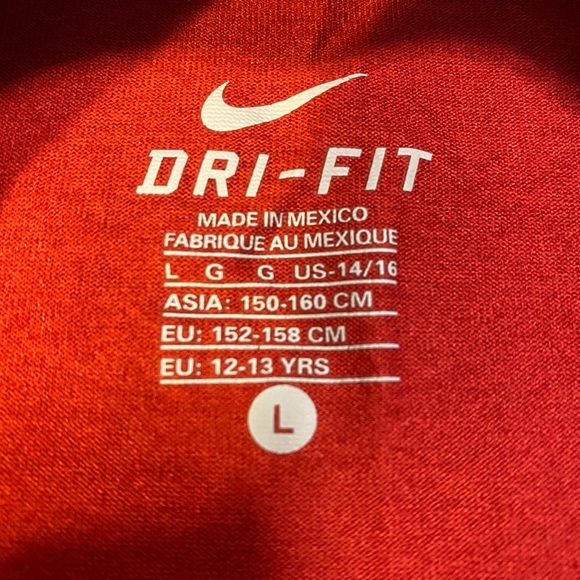 DRI-FIT
MADE IN MEXICO
FABRIQUE AU MEXIQUE
L G G US-14/16
ASIA: 150-160 CM
EU: 152-158 CM
EU: 12-13 YRS
L